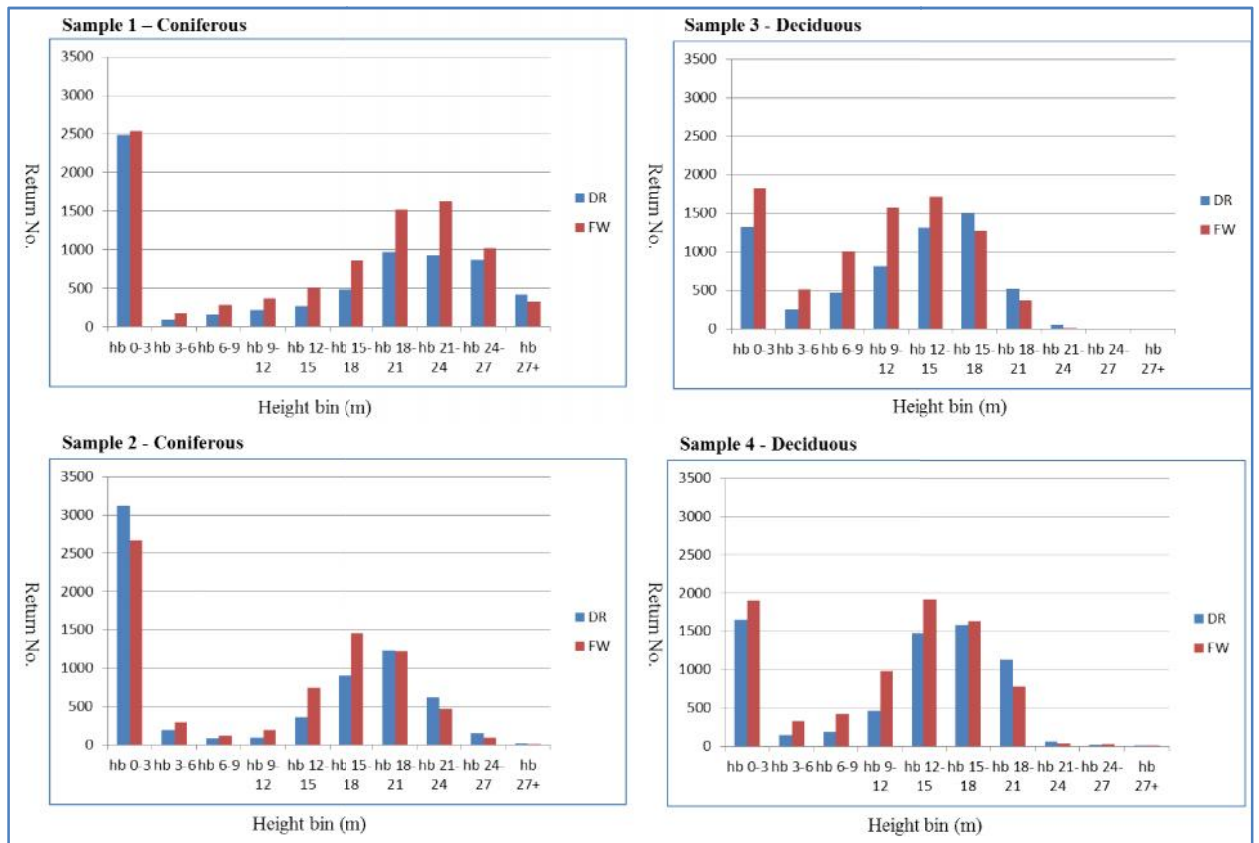 Sample 1 – Coniferous
3500
3000
2500
2000
1500
1000
500
0
Return No.
DR
FW
hb 0-3 hb 3-6 hb 6-9 hb 9- hb 12- hb 15- hb 18- hb 21- hb 24- hb
12 15 18 21 24 27 27+
Height bin (m)
Sample 3 - Deciduous
3500
3000
2500
2000
1500
1000
500
0
Return No.
DR
FW
hb 0-3 hb 3-6 hb 6-9 hb 9- hb 12- hb 15- hb 18- hb 21- hb 24- hb
12 15 18 21 24 27 27+
Height bin (m)
Sample 2 - Coniferous
3500
3000
2500
2000
1500
1000
500
0
Return No.
DR
FW
hb 0-3 hb 3-6 hb 6-9 hb 9- hb 12- hb 15- hb 18- hb 21- hb 24- hb
12 15 18 21 24 27 27+
Height bin (m)
Sample 4 - Deciduous
3500
3000
2500
2000
1500
1000
500
0
Return No.
DR
FW
hb 0-3 hb 3-6 hb 6-9 hb 9- hb 12- hb 15- hb 18- hb 21- hb 24- hb
12 15 18 21 24 27 27+
Height bin (m)